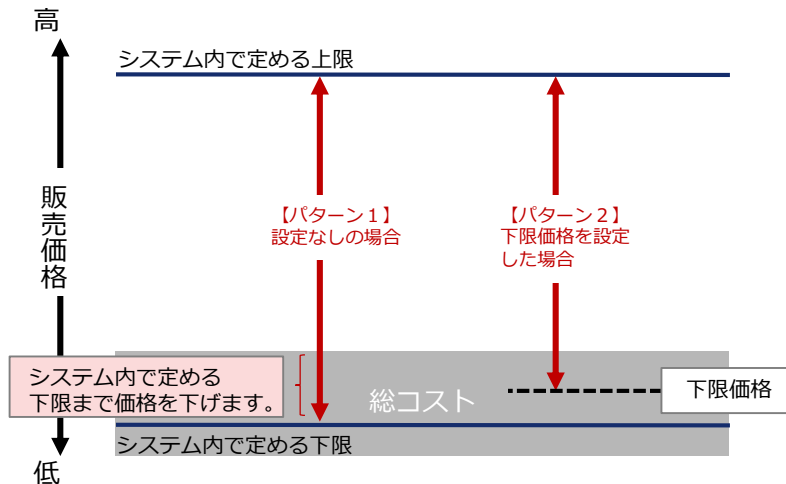 高
システム内で定める上限
販売価格
【パターン１】
設定なしの場合
【パターン２】
下限価格を設定
した場合
システム内で定める
下限まで価格を下げます。
総コスト
下限価格
システム内で定める下限
低